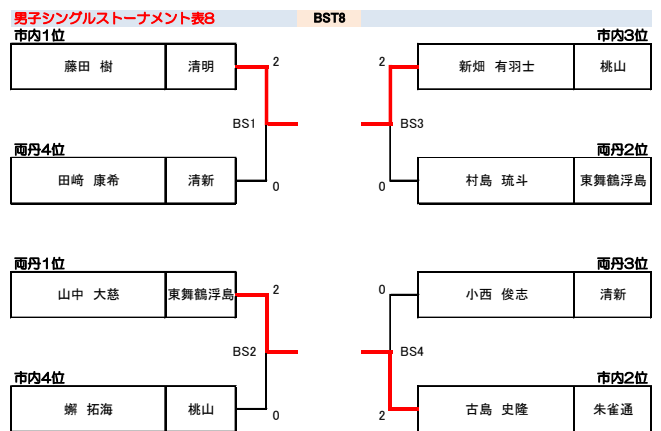 男子シングルストーナメント表8 BST8
市内1位 市内3位
藤田 樹 清明 2 2 新畑 有羽士 桃山
BS1 BS3
両丹4位 両丹2位
田﨑 康希 清新 0 0 村島 琉斗 東舞鶴浮島
両丹1位 両丹3位
山中 大慈 東舞鶴浮島 2 0 小西 俊志 清新
BS2 BS4
市内4位 市内2位
拓海 桃山 0 2 古島 史隆 朱雀通